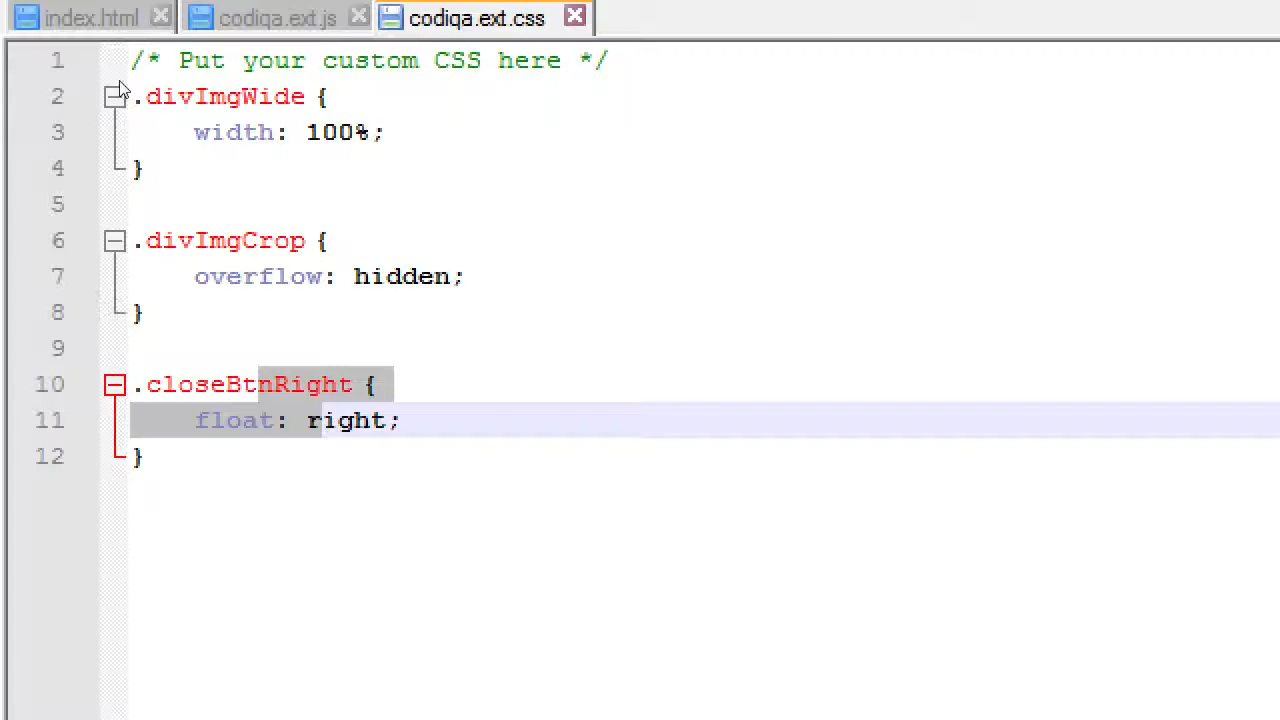 index.html codiqa.ext.js codiqa.ext.css
1 /* Put your custom CSS here */
2 .divImgWide {
3 width: 100%;
4 }
5
6 .divImgCrop {
7 overflow: hidden;
8 }
9
10 .closeBtnRight {
11 float: right;
12 }